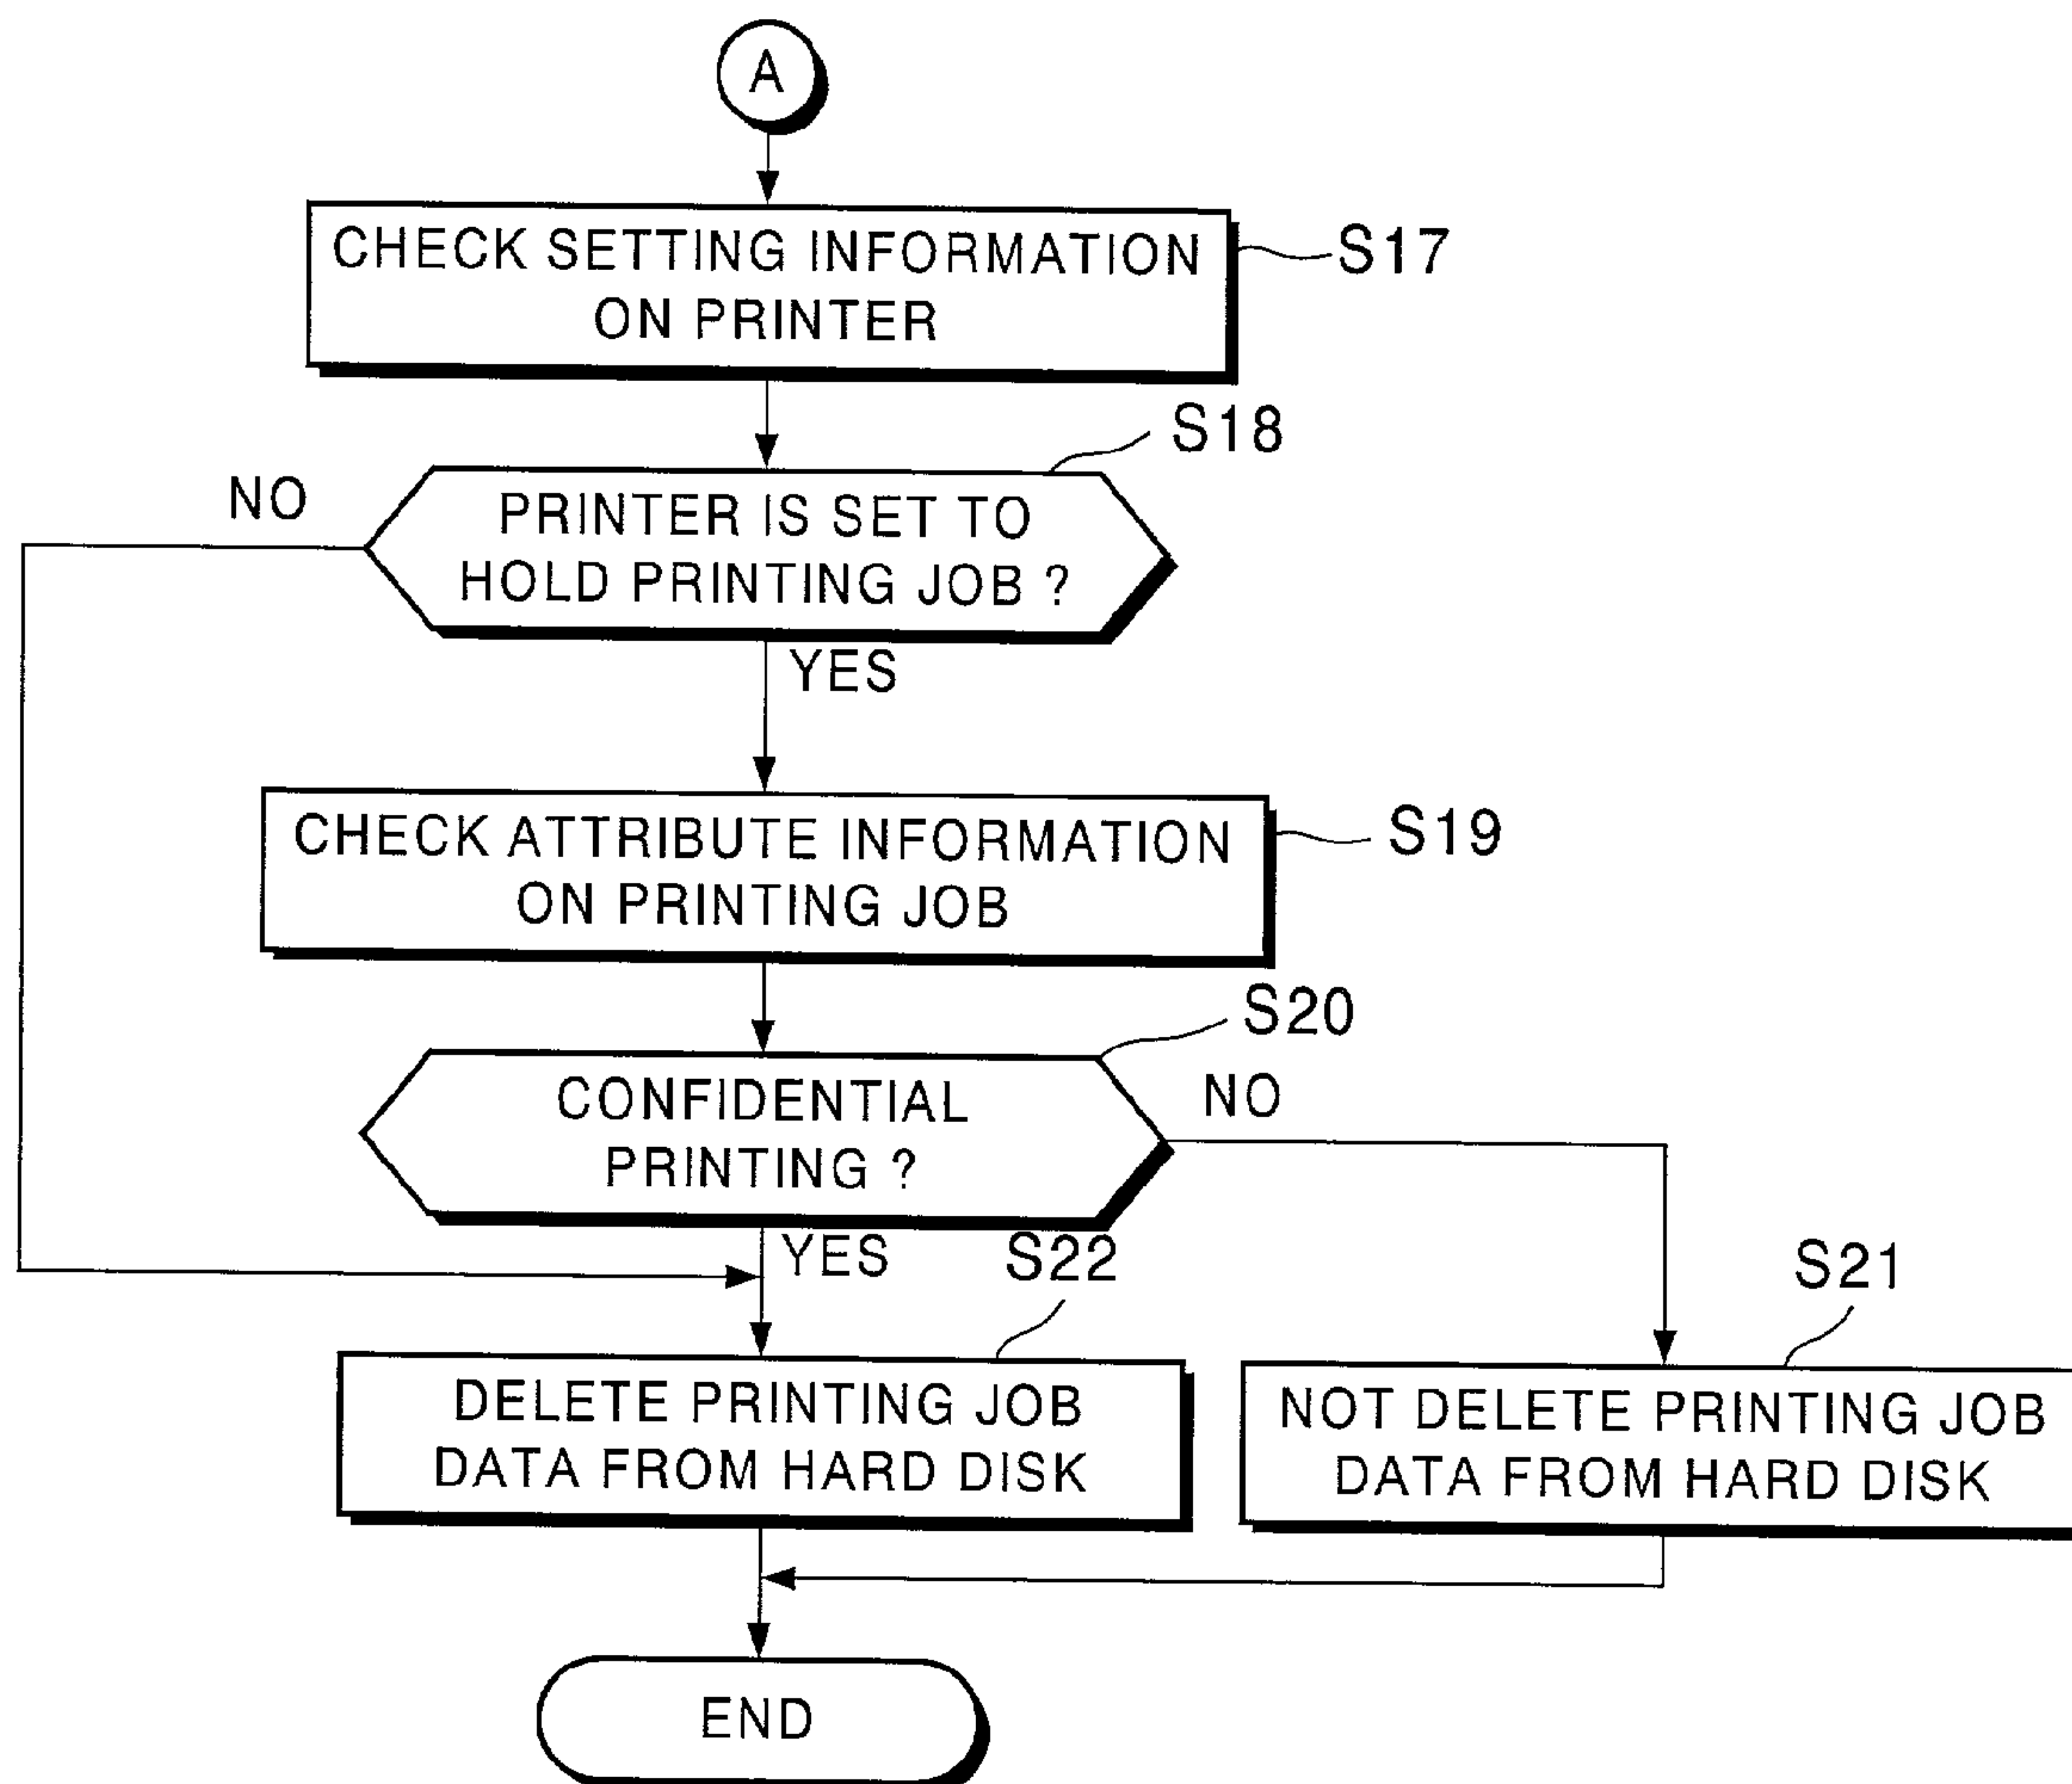 A
CHECK SETTING INFORMATION
ON PRINTER
S17
S18
NO
PRINTER IS SET TO
HOLD PRINTING JOB ?
YES
CHECK ATTRIBUTE INFORMATION
ON PRINTING JOB
S19
S20
CONFIDENTIAL
PRINTING ?
NO
YES
S22
S21
DELETE PRINTING JOB
DATA FROM HARD DISK
NOT DELETE PRINTING JOB
DATA FROM HARD DISK
END